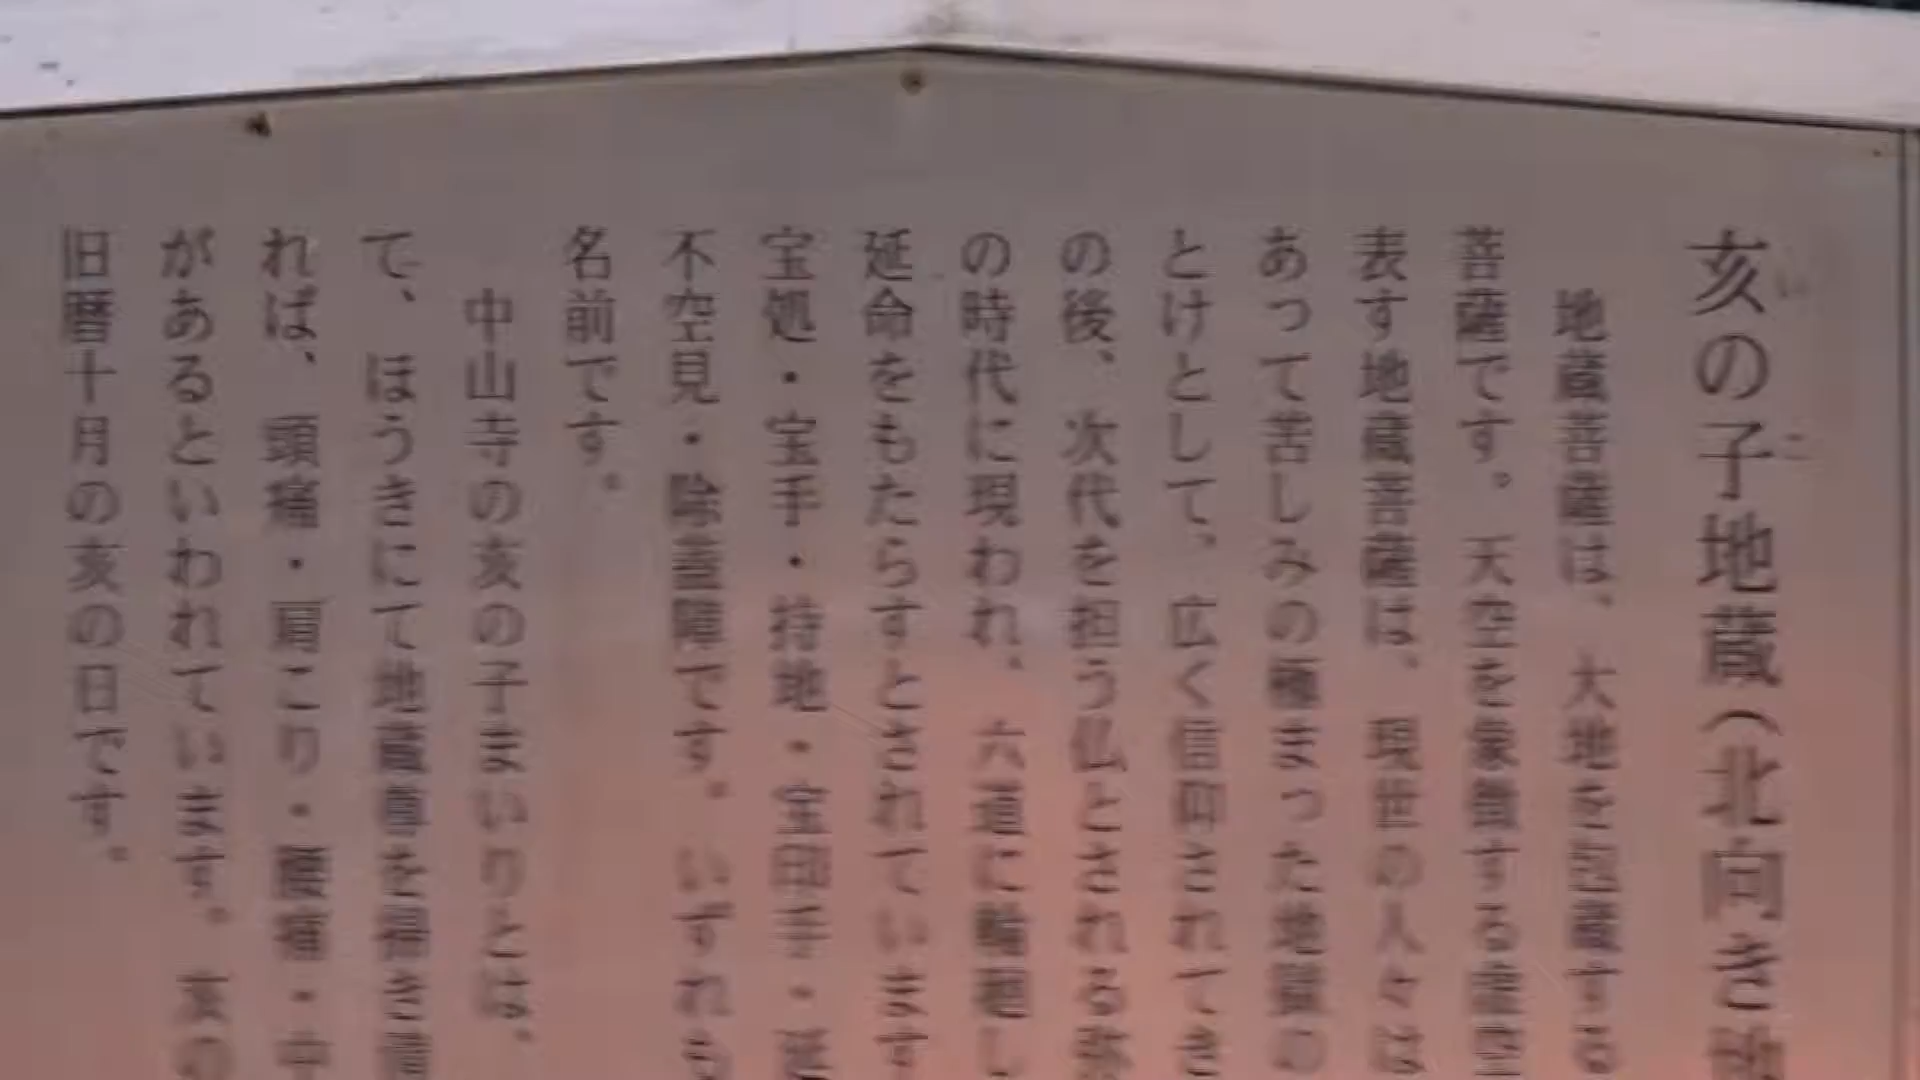 亥の子地蔵(北向き地
いこ
地蔵菩薩は、大地を包蔵する
菩薩です。天空を象徴する虚空
表す地蔵菩薩は、現世の人々は
あって苦しみの極まった地獄の
とけとして、広く信仰されてき
の後、次代を担う仏とされる弥
の時代に現われ、六道に輪廻し
延命をもたらすとされています
宝処・宝手・持地・宝印手・延
不空見・除蓋障です。いずれも
名前です。
中山寺の亥の子まいりとは、
て、ほうきにて地蔵尊を掃き清
れば、頭痛・肩こり・腰痛・中
があるといわれています。亥の
旧暦十月の亥の日です。